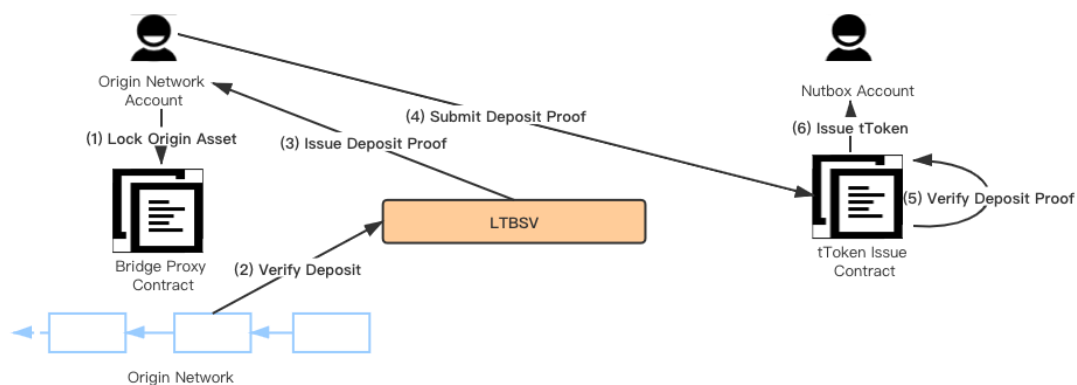 Origin Network
Account
Nutbox Account
(4) Submit Deposit Proof
(6) Issue tToken
(1) Lock Origin Asset
(3) Issue Deposit Proof
(5) Verify Deposit Proof
LTBSV
tToken Issue
Contract
Bridge Proxy
Contract
(2) Verify Deposit
Origin Network